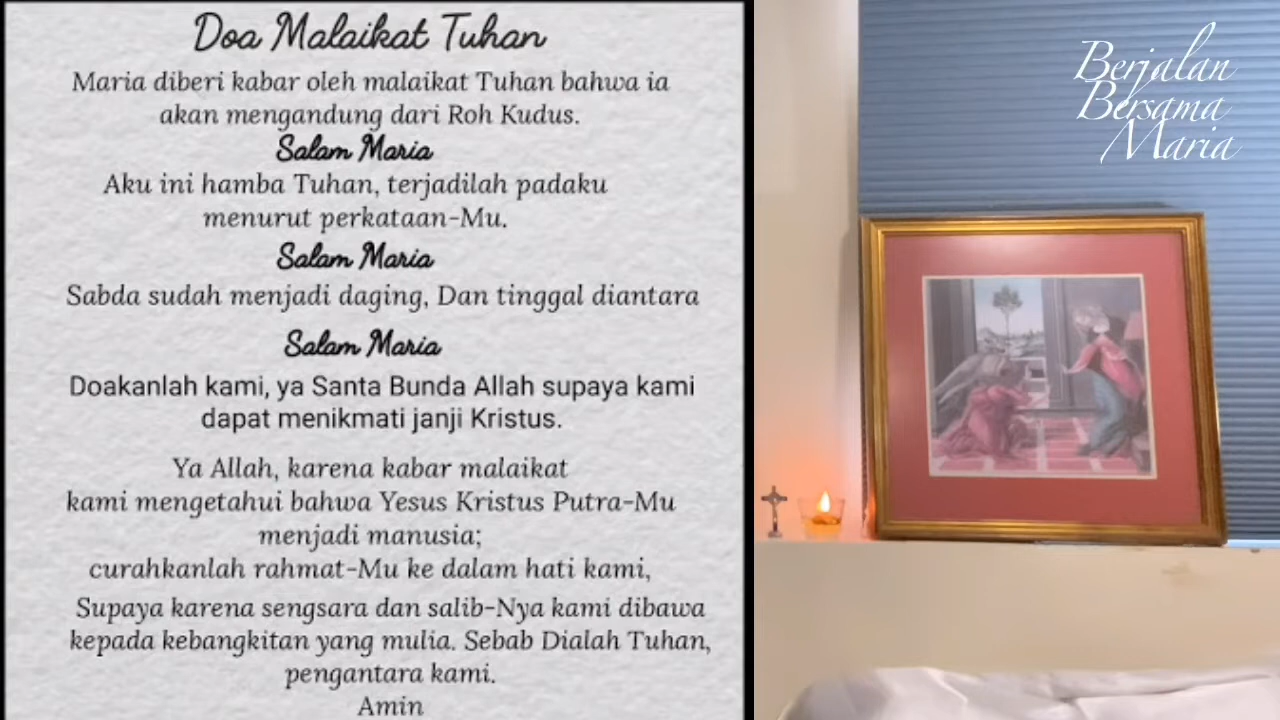 Doa Malaikat Tuhan
Maria diberi kabar oleh malaikat Tuhan bahwa ia
akan mengandung dari Roh Kudus.
Salam Maria
Aku ini hamba Tuhan, terjadilah padaku
menurut perkataan-Mu.
Salam Maria
Sabda sudah menjadi daging, Dan tinggal diantara
Salam Maria
Doakanlah kami, ya Santa Bunda Allah supaya kami
dapat menikmati janji Kristus.
Ya Allah, karena kabar malaikat
kami mengetahui bahwa Yesus Kristus Putra-Mu
menjadi manusia;
curahkanlah rahmat-Mu ke dalam hati kami,
Supaya karena sengsara dan salib-Nya kami dibawa
kepada kebangkitan yang mulia. Sebab Dialah Tuhan,
pengantara kami.
Amin
Berjalan
Bersama
Maria